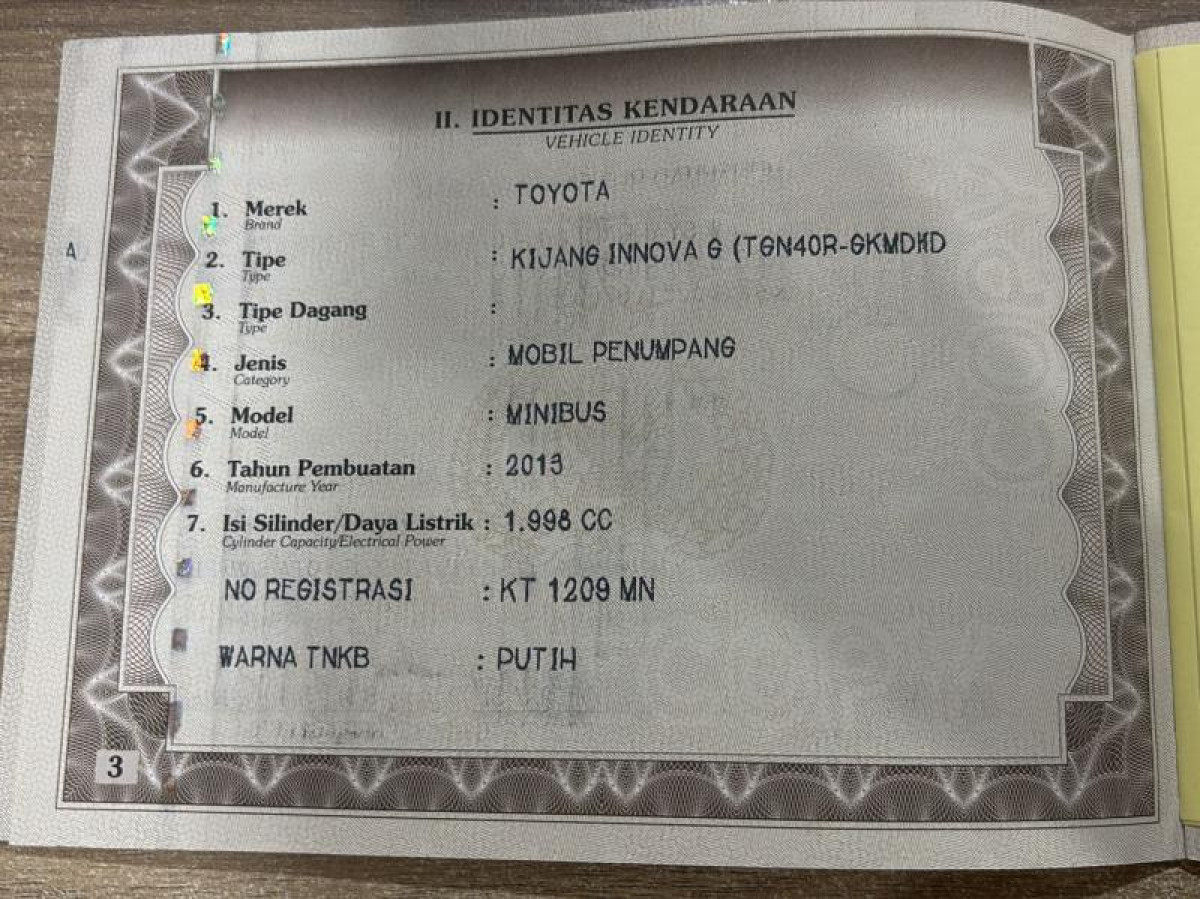 II. IDENTITAS KENDARAAN
VEHICLE IDENTITY
1. Merek : TOYOTA
Brand
A
2. Tipe : KIJANG INNOVA G (TGN40R-GKMDKD
Type
3. Tipe Dagang :
Type
4. Jenis : MOBIL PENUMPANG
Category
5. Model : MINIBUS
Model
6. Tahun Pembuatan : 2013
Manufacture Year
7. Isi Silinder/Daya Listrik : 1.998 CC
Cylinder Capacity/Electrical Power
NO REGISTRASI : KT 1209 MN
WARNA TNKB : PUTIH
3